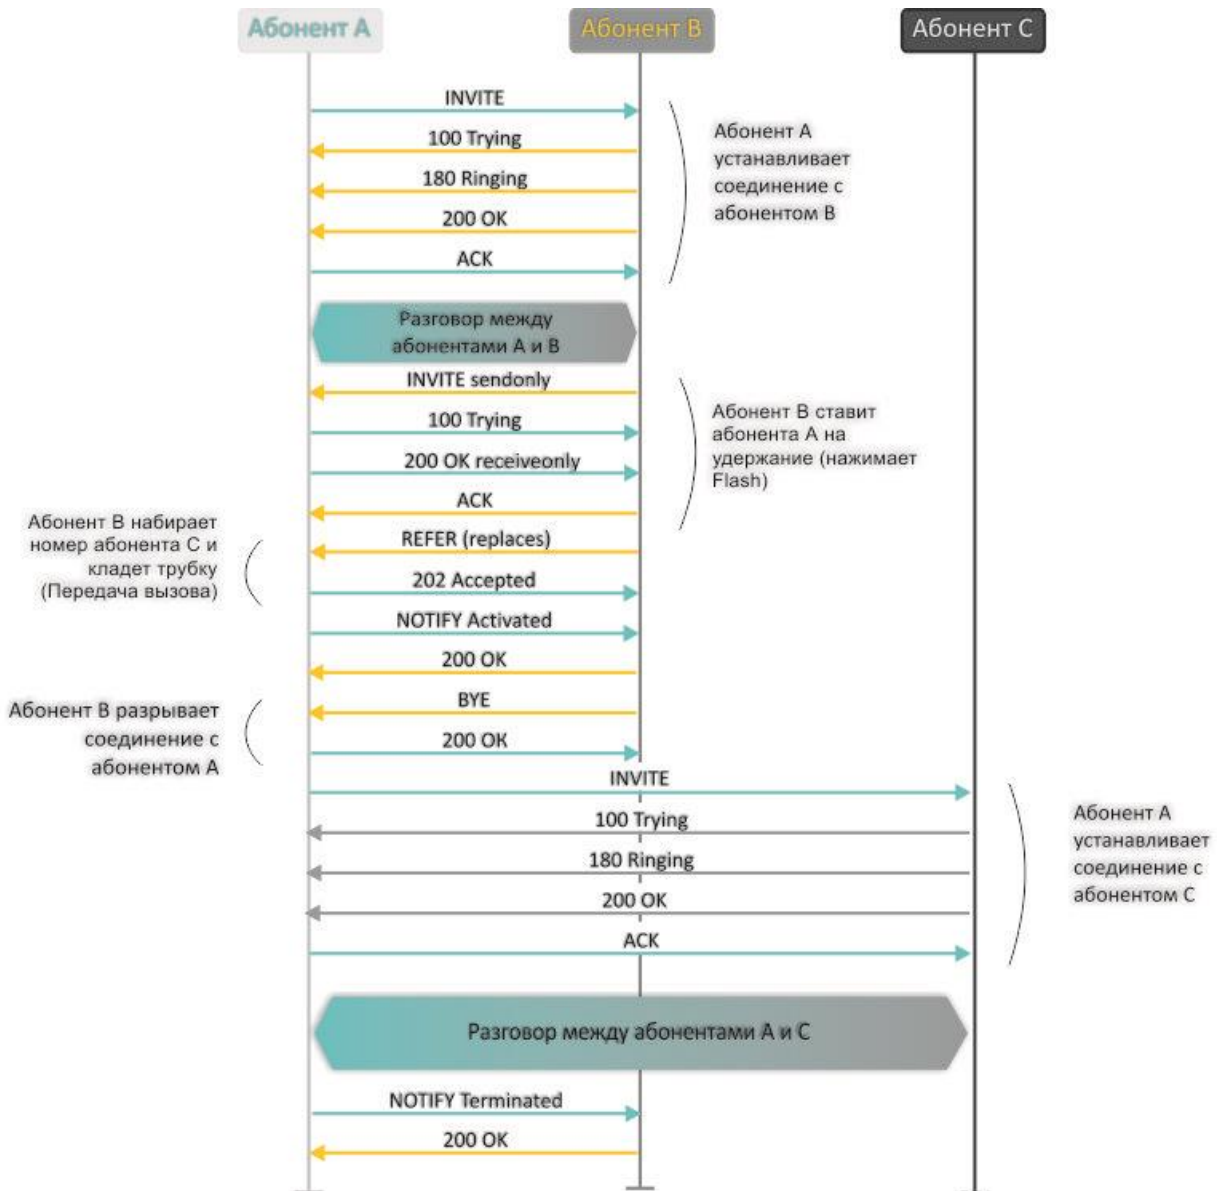 Абонент A
Абонент B
Абонент C
INVITE
100 Trying
180 Ringing
200 OK
ACK
Абонент A
устанавливает
соединение с
абонентом B
Разговор между
абонентами A и B
INVITE sendonly
100 Trying
200 OK receiveonly
ACK
Абонент B ставит
абонента A на
удержание (нажимает
Flash)
REFER (replaces)
202 Accepted
Абонент B набирает
номер абонента C и
кладет трубку
(Передача вызова)
NOTIFY Activated
200 OK
BYE
200 OK
Абонент B разрывает
соединение с
абонентом A
INVITE
100 Trying
180 Ringing
200 OK
ACK
Абонент A
устанавливает
соединение с
абонентом C
Разговор между абонентами A и C
NOTIFY Terminated
200 OK